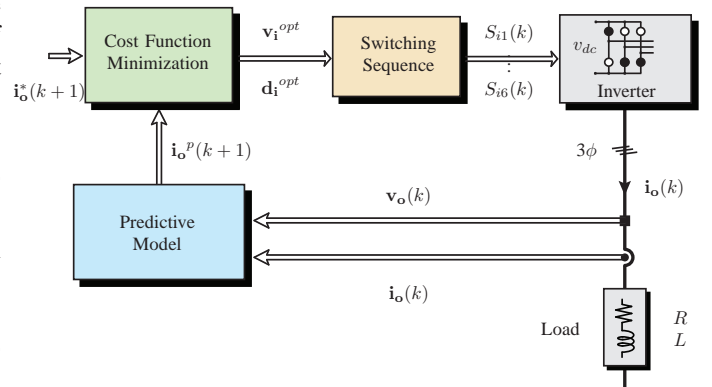 Cost Function
Minimization
v_i^opt
d_i^opt
Switching
Sequence
S_i1(k)
⋮
S_i6(k)
v_dc
Inverter
i_o^*(k+1)
i_o^p(k+1)
3ϕ
i_o(k)
Predictive
Model
v_o(k)
i_o(k)
Load
R
L